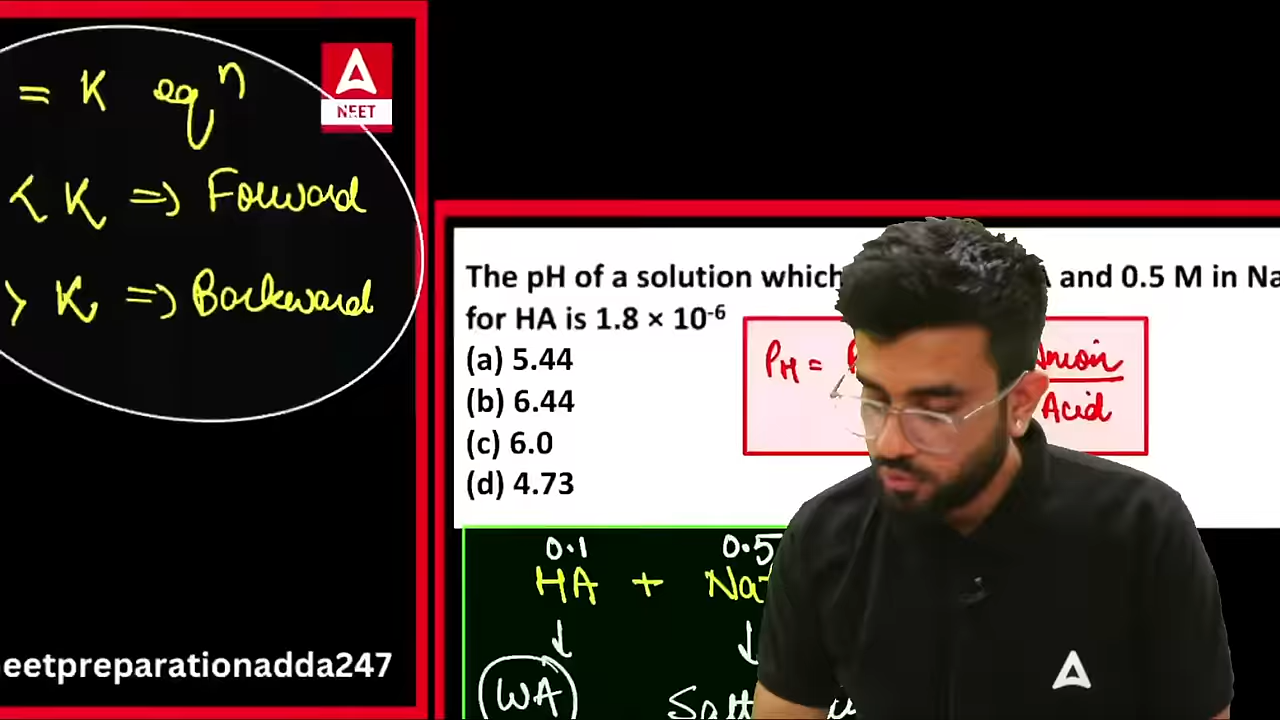 = K eqⁿ
< K => Forward
> K => Backward
NEET
eetpreparationadda247
The pH of a solution which and 0.5 M in Na
for HA is 1.8 × 10⁻⁶
(a) 5.44
(b) 6.44
(c) 6.0
(d) 4.73
PH =
Acid
0.1 0.5
HA + Na
↓ ↓
WA Salt